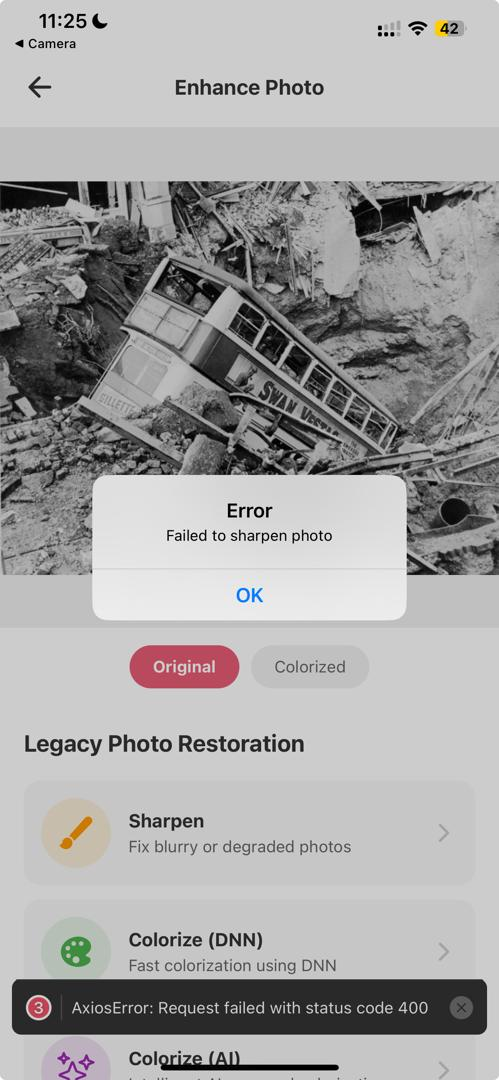 11:25
42
◀ Camera
Enhance Photo
GILLETTE
SWAN VESTAS
Error
Failed to sharpen photo
OK
Original
Colorized
Legacy Photo Restoration
Sharpen
Fix blurry or degraded photos
Colorize (DNN)
Fast colorization using DNN
3
AxiosError: Request failed with status code 400
Colorize (AI)